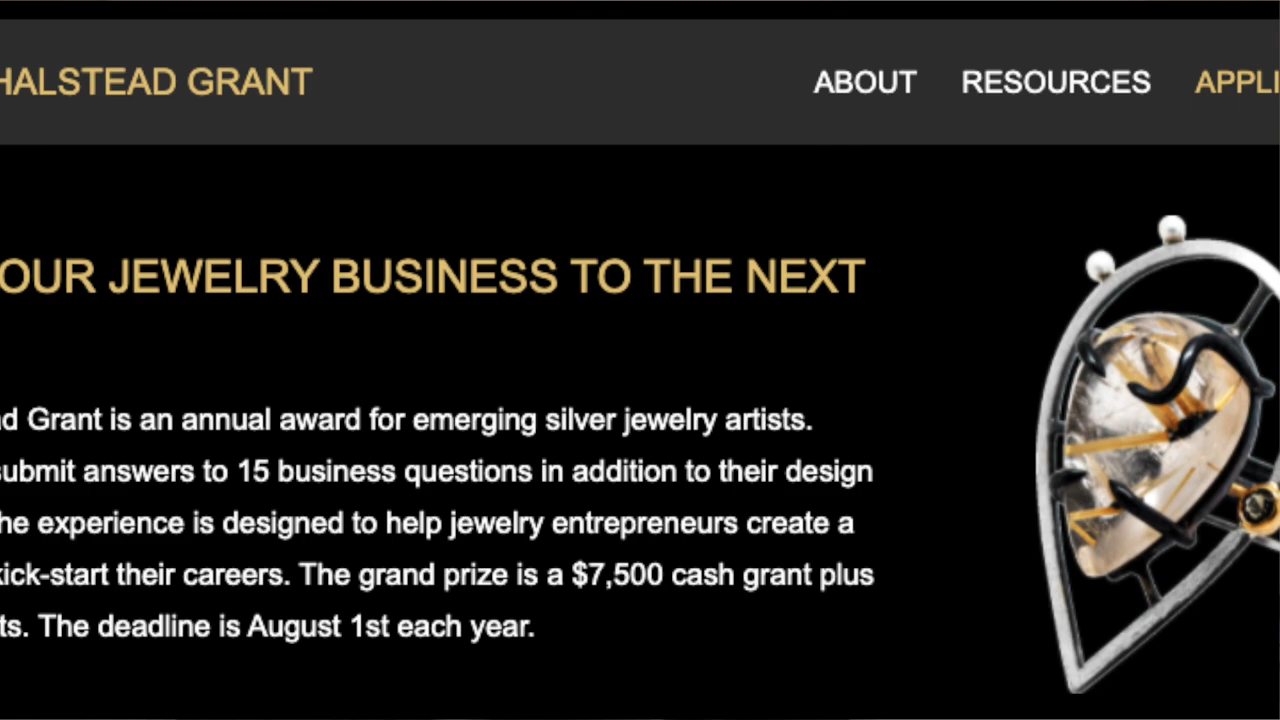 HALSTEAD GRANT
ABOUT RESOURCES APPLI
OUR JEWELRY BUSINESS TO THE NEXT
d Grant is an annual award for emerging silver jewelry artists.
submit answers to 15 business questions in addition to their design
he experience is designed to help jewelry entrepreneurs create a
kick-start their careers. The grand prize is a $7,500 cash grant plus
ts. The deadline is August 1st each year.